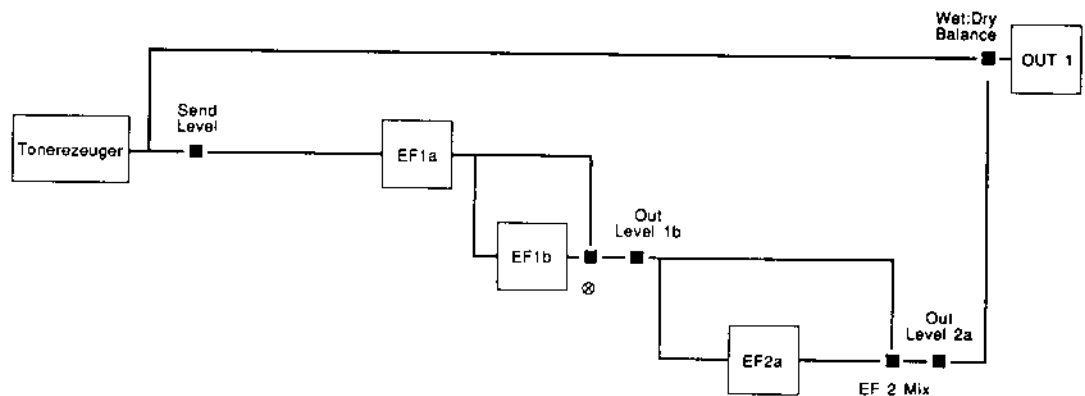 Wet:Dry
Balance
OUT 1
Send
Level
Tonerezeuger
EF1a
Out
Level 1b
EF1b
Out
Level 2a
EF2a
EF 2 Mix